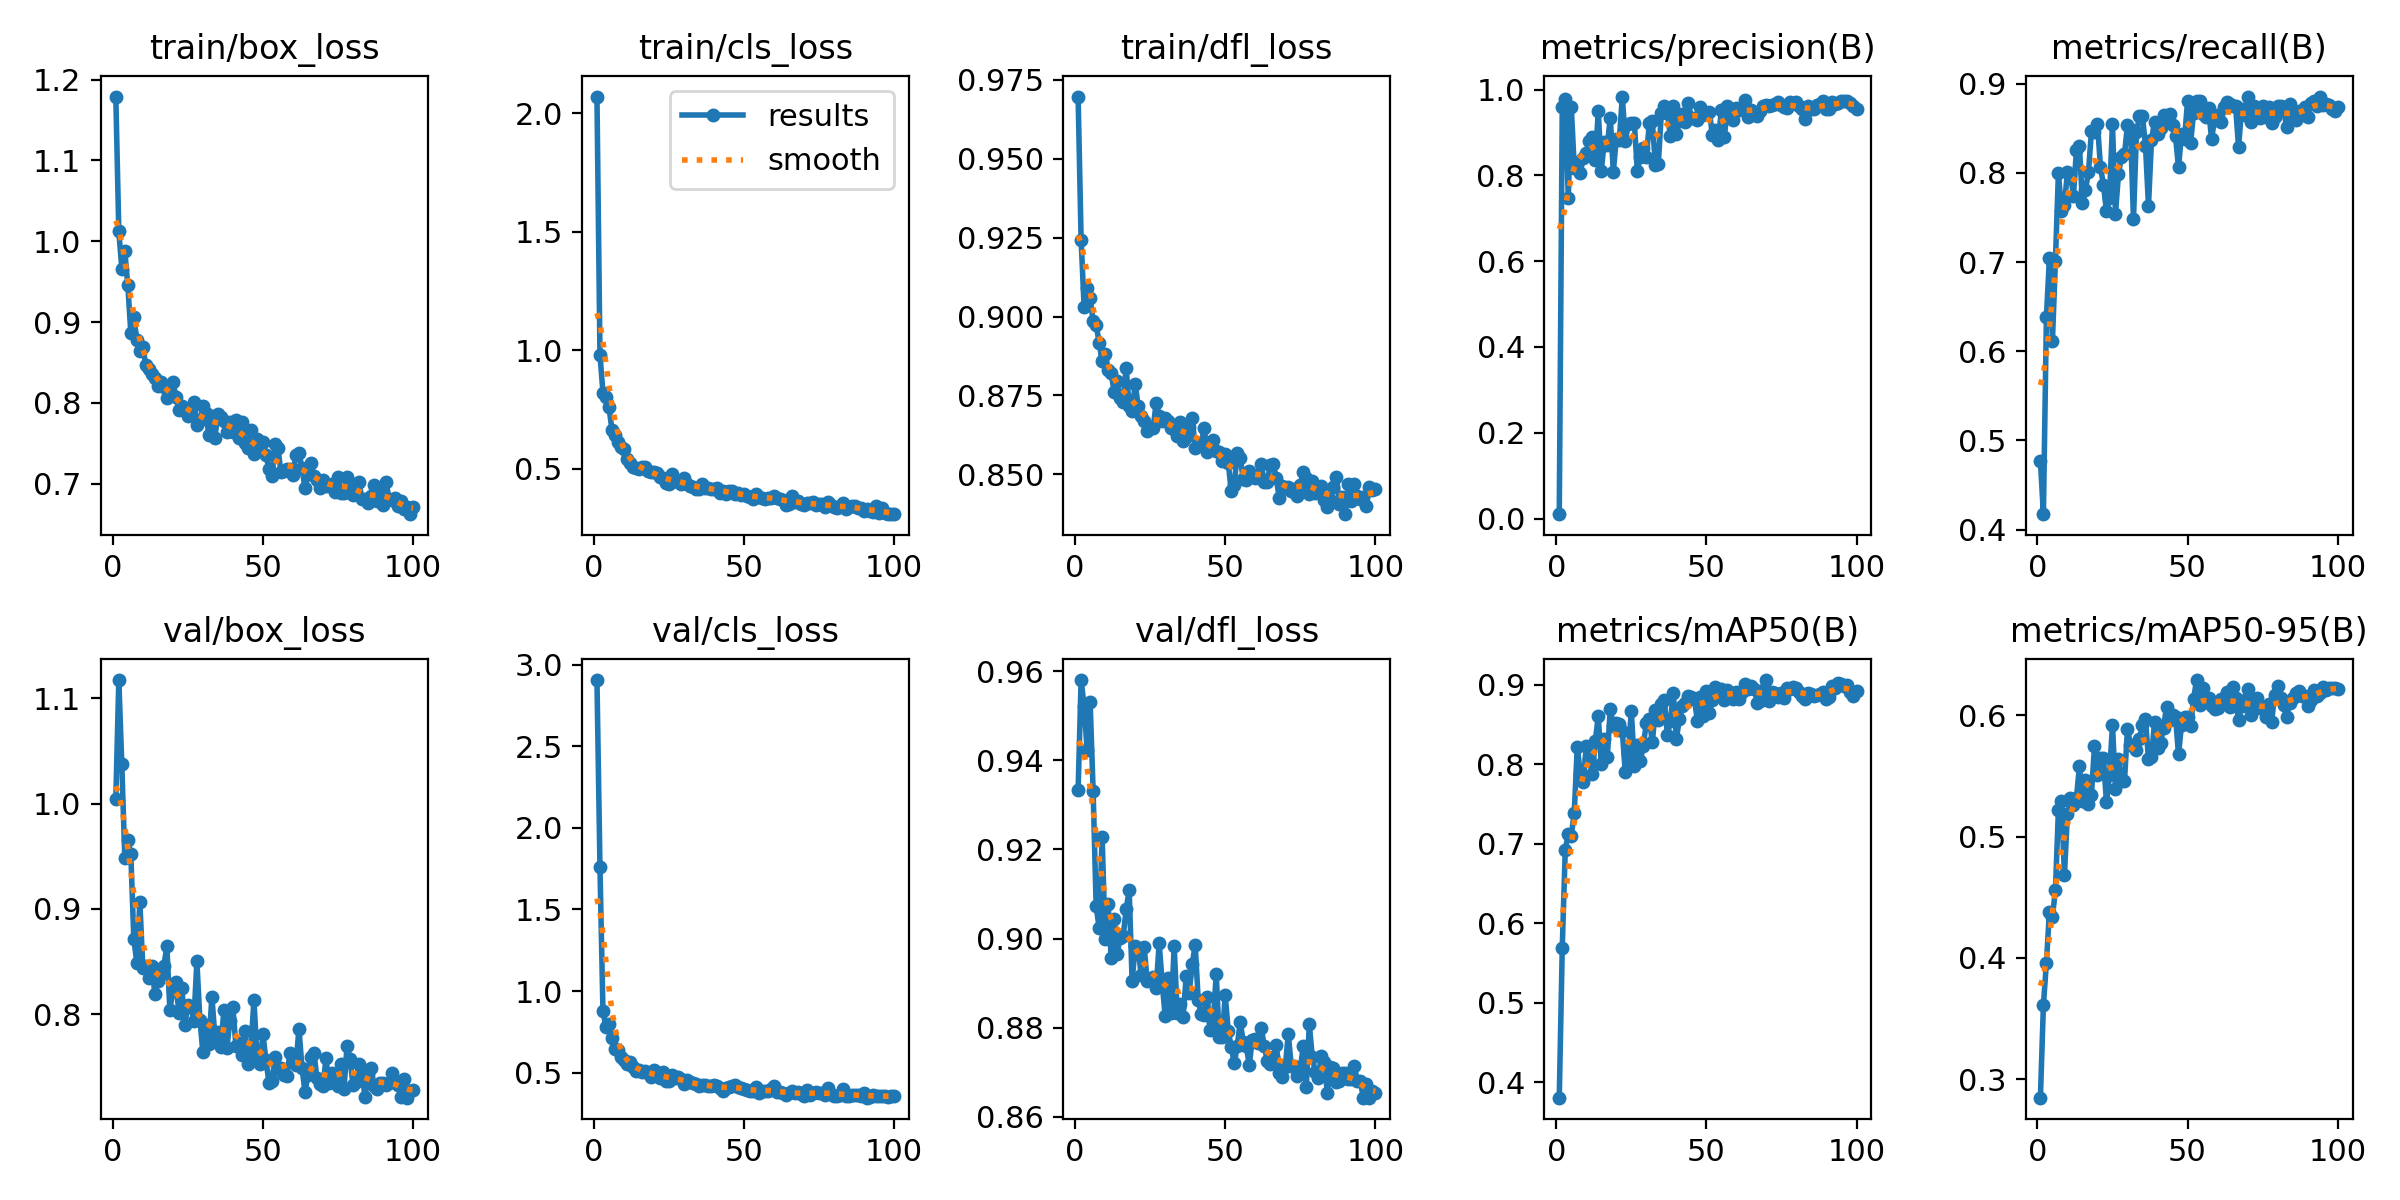 train/box_loss
1.2
1.1
1.0
0.9
0.8
0.7
0 50 100
train/cls_loss
results
smooth
2.0
1.5
1.0
0.5
0 50 100
train/dfl_loss
0.975
0.950
0.925
0.900
0.875
0.850
0 50 100
metrics/precision(B)
1.0
0.8
0.6
0.4
0.2
0.0
0 50 100
metrics/recall(B)
0.9
0.8
0.7
0.6
0.5
0.4
0 50 100
val/box_loss
1.1
1.0
0.9
0.8
0 50 100
val/cls_loss
3.0
2.5
2.0
1.5
1.0
0.5
0 50 100
val/dfl_loss
0.96
0.94
0.92
0.90
0.88
0.86
0 50 100
metrics/mAP50(B)
0.9
0.8
0.7
0.6
0.5
0.4
0 50 100
metrics/mAP50-95(B)
0.6
0.5
0.4
0.3
0 50 100